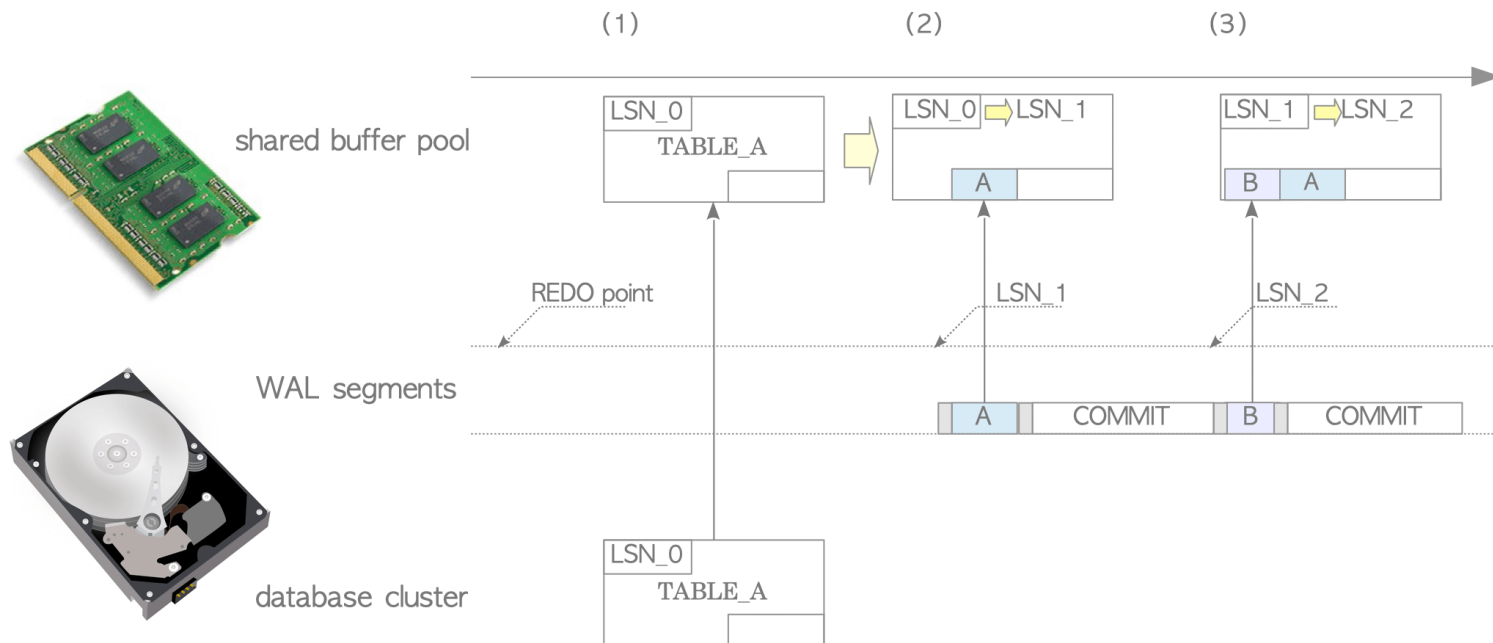 (1) (2) (3)
LSN_0 LSN_0 LSN_1 LSN_1 LSN_2
shared buffer pool TABLE_A
A B A
REDO point LSN_1 LSN_2
WAL segments
A COMMIT B COMMIT
LSN_0
TABLE_A
database cluster